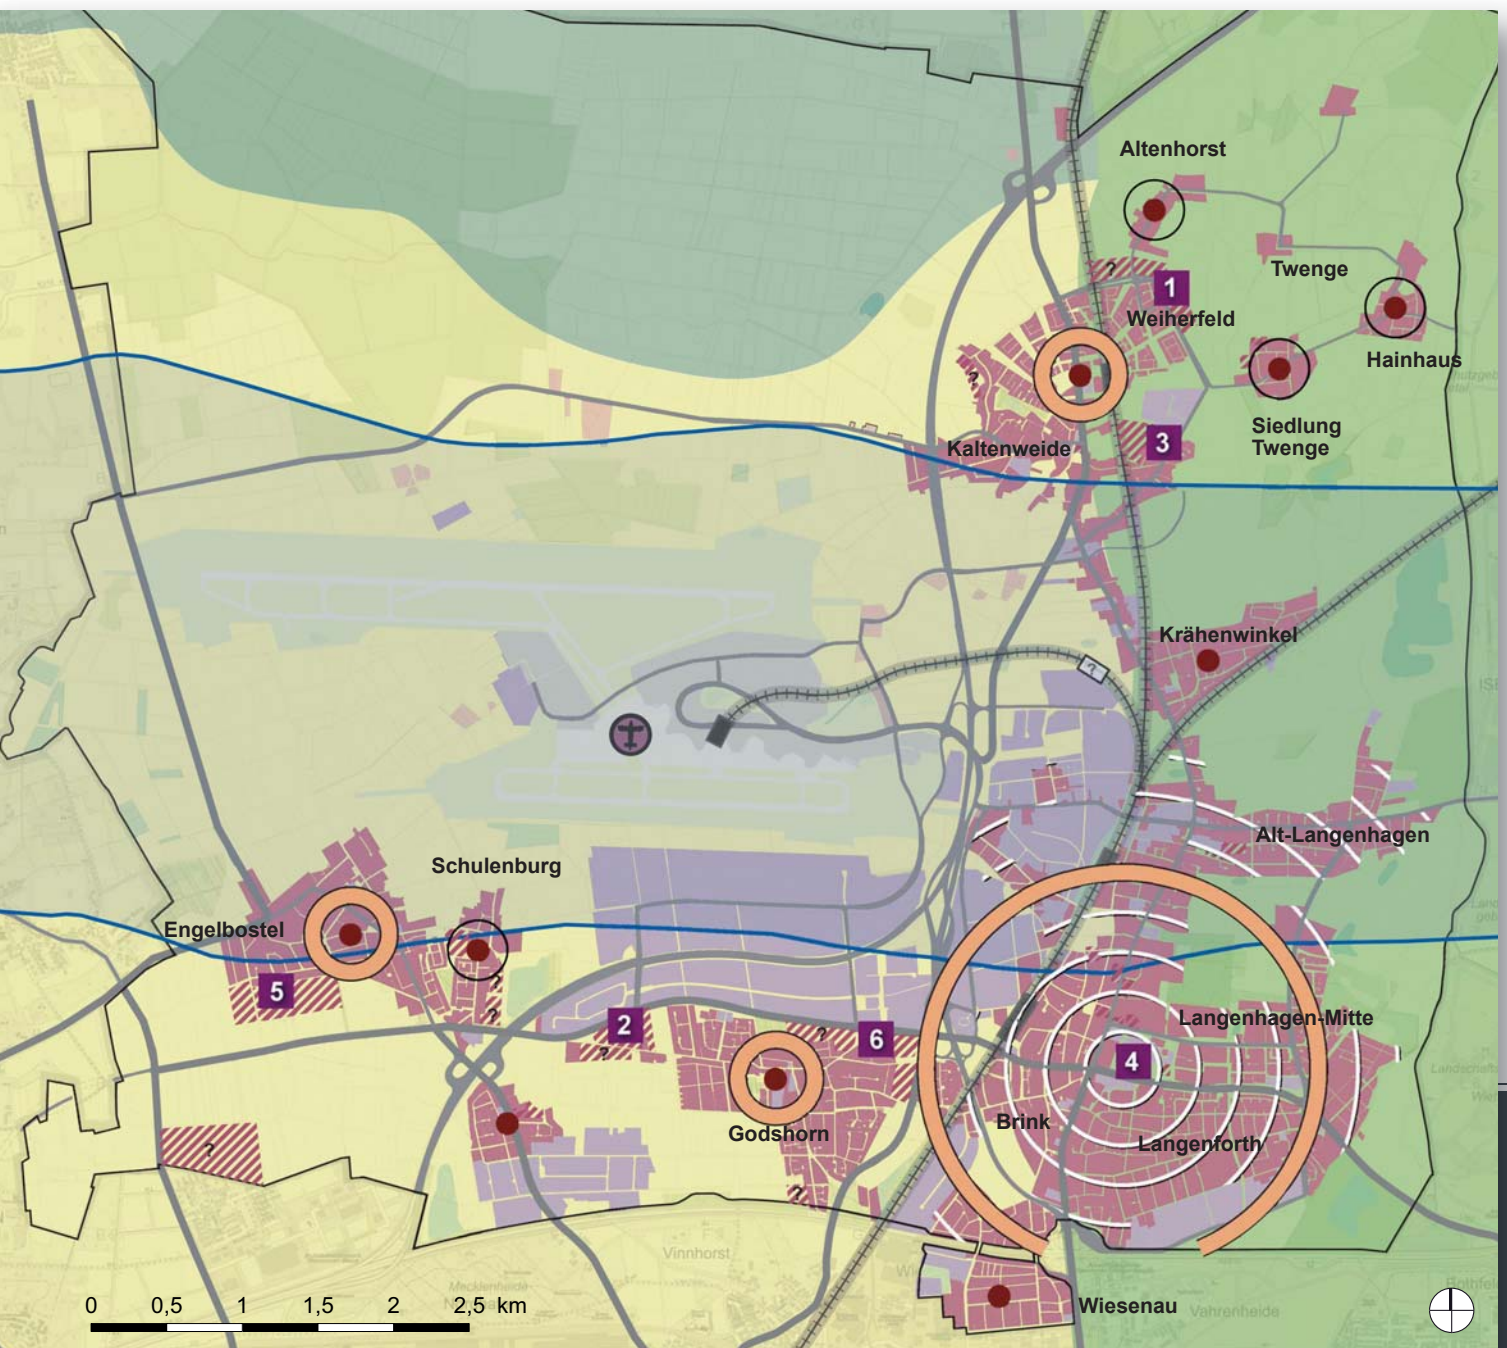 Altenhorst
?
1
Twenge
Weiherfeld
Hainhaus
?
Siedlung
Twenge
3
Kaltenweide
Krähenwinkel
?
Alt-Langenhagen
Schulenburg
Engelbostel
?
5
?
2
?
?
6
Langenhagen-Mitte
4
Godshorn
Brink
Langenforth
?
?
Vinnhorst
Mecklenheide
Wiesenau
Vahrenheide
0 0,5 1 1,5 2 2,5 km